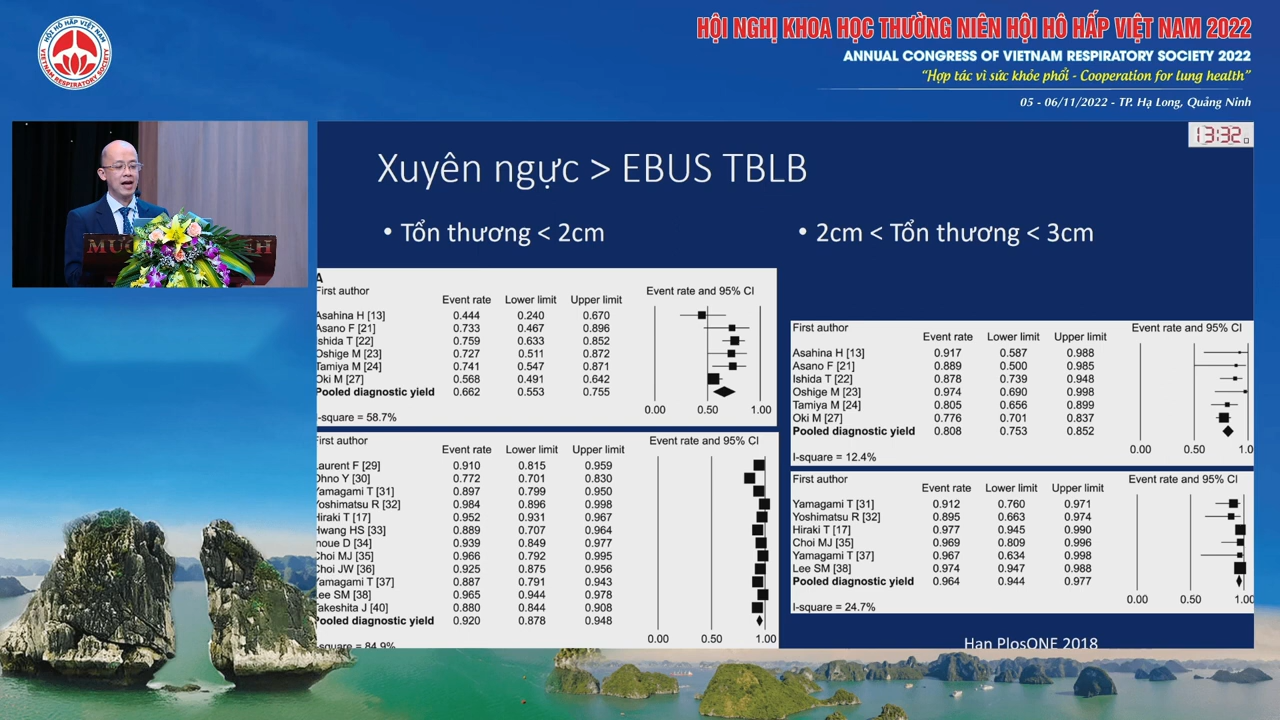 HỘI HÔ HẤP VIỆT NAM
VIETNAM RESPIRATORY SOCIETY
HỘI NGHỊ KHOA HỌC THƯỜNG NIÊN HỘI HÔ HẤP VIỆT NAM 2022
ANNUAL CONGRESS OF VIETNAM RESPIRATORY SOCIETY 2022
“Hợp tác vì sức khỏe phổi - Cooperation for lung health”
05 - 06/11/2022 - TP. Hạ Long, Quảng Ninh
13:32
Xuyên ngực > EBUS TBLB
• Tổn thương < 2cm
A
First author
Event rate Lower limit Upper limit Event rate and 95% CI
Asahina H [13] 0.444 0.240 0.670
Asano F [21] 0.733 0.467 0.896
Ishida T [22] 0.759 0.633 0.852
Oshige M [23] 0.727 0.511 0.872
Tamiya M [24] 0.741 0.547 0.871
Oki M [27] 0.568 0.491 0.642
Pooled diagnostic yield 0.662 0.553 0.755
0.00 0.50 1.00
I-square = 58.7%
First author
Event rate Lower limit Upper limit Event rate and 95% CI
Laurent F [29] 0.910 0.815 0.959
Ohno Y [30] 0.772 0.701 0.830
Yamagami T [31] 0.897 0.799 0.950
Yoshimatsu R [32] 0.984 0.896 0.998
Hiraki T [17] 0.952 0.931 0.967
Hwang HS [33] 0.889 0.707 0.964
Inoue D [34] 0.939 0.849 0.977
Choi MJ [35] 0.966 0.792 0.995
Choi JW [36] 0.925 0.875 0.956
Yamagami T [37] 0.887 0.791 0.943
Lee SM [38] 0.965 0.944 0.978
Takeshita J [40] 0.880 0.844 0.908
Pooled diagnostic yield 0.920 0.878 0.948
0.00 0.50 1.00
I-square = 84.9%
• 2cm < Tổn thương < 3cm
First author
Event rate Lower limit Upper limit Event rate and 95% CI
Asahina H [13] 0.917 0.587 0.988
Asano F [21] 0.889 0.500 0.985
Ishida T [22] 0.878 0.739 0.948
Oshige M [23] 0.974 0.690 0.998
Tamiya M [24] 0.805 0.656 0.899
Oki M [27] 0.776 0.701 0.837
Pooled diagnostic yield 0.808 0.753 0.852
0.00 0.50 1.0
I-square = 12.4%
First author
Event rate Lower limit Upper limit Event rate and 95% CI
Yamagami T [31] 0.912 0.760 0.971
Yoshimatsu R [32] 0.895 0.663 0.974
Hiraki T [17] 0.977 0.945 0.990
Choi MJ [35] 0.969 0.809 0.996
Yamagami T [37] 0.967 0.634 0.998
Lee SM [38] 0.974 0.947 0.988
Pooled diagnostic yield 0.964 0.944 0.977
0.00 0.50 1.00
I-square = 24.7%
Han PlosONE 2018